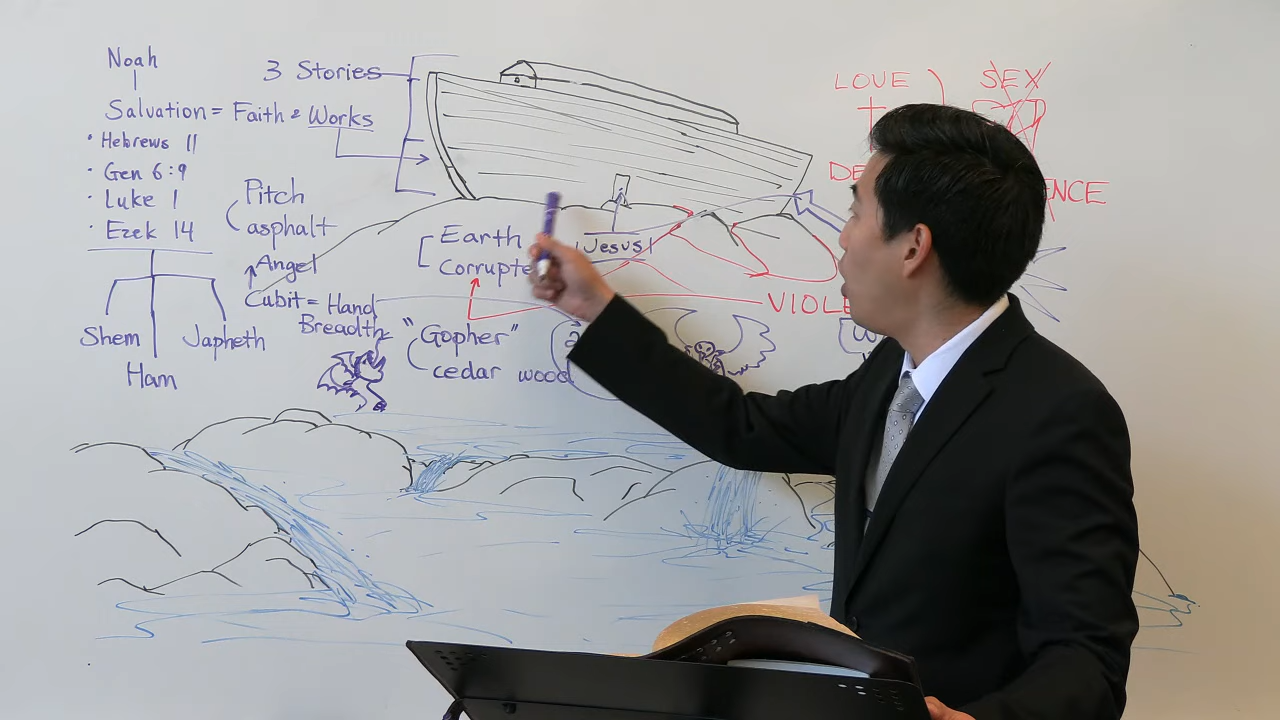 Noah
Salvation = Faith & Works
· Hebrews 11
· Gen 6:9
· Luke 1
· Ezek 14
Shem
Ham
Japheth
3 Stories
Pitch
asphalt
Angel
Cubit = Hand
Breadth
Earth
Corrupte
"Gopher"
cedar wood
Jesus
LOVE
SEX
DE
ENCE
VIOLE